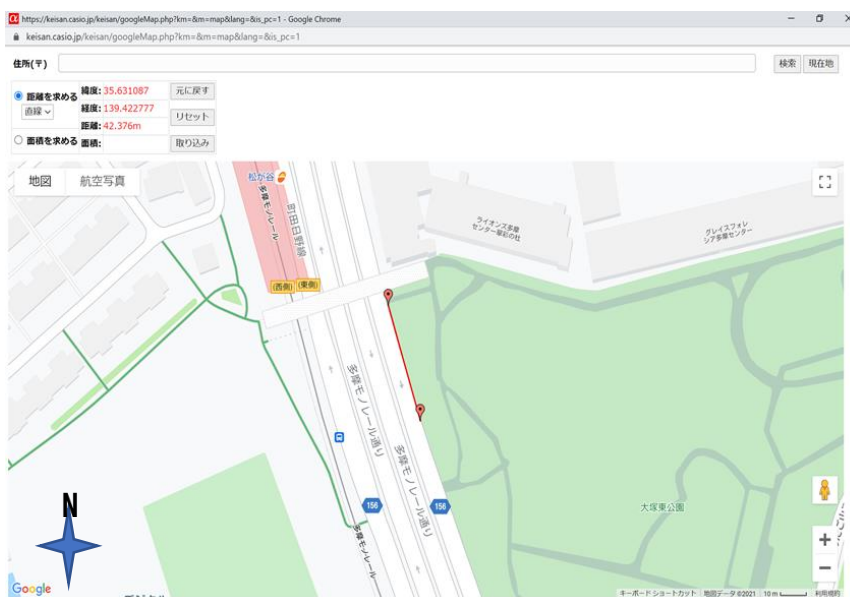 https://keisan.casio.jp/keisan/googleMap.php?km=&m=map&lang=&is_pc=1 - Google Chrome
keisan.casio.jp/keisan/googleMap.php?km=&m=map&lang=&is_pc=1
住所(〒)
検索 現在地
距離を求める 緯度: 35.631087 元に戻す
直線 経度: 139.422777 リセット
距離: 42.376m
面積を求める 面積: 取り込み
地図 航空写真
松が谷
多摩モノレール
町田日野線
ライオンズ多摩
センター翠彩の杜
グレイスフォレ
シア多摩センター
(西側) (東側)
多摩モノレール通り
多摩モノレール通り
156
156
大塚東公園
多摩モノレール
N
Google
キーボード ショートカット 地図データ ©2021 10 m 利用規約